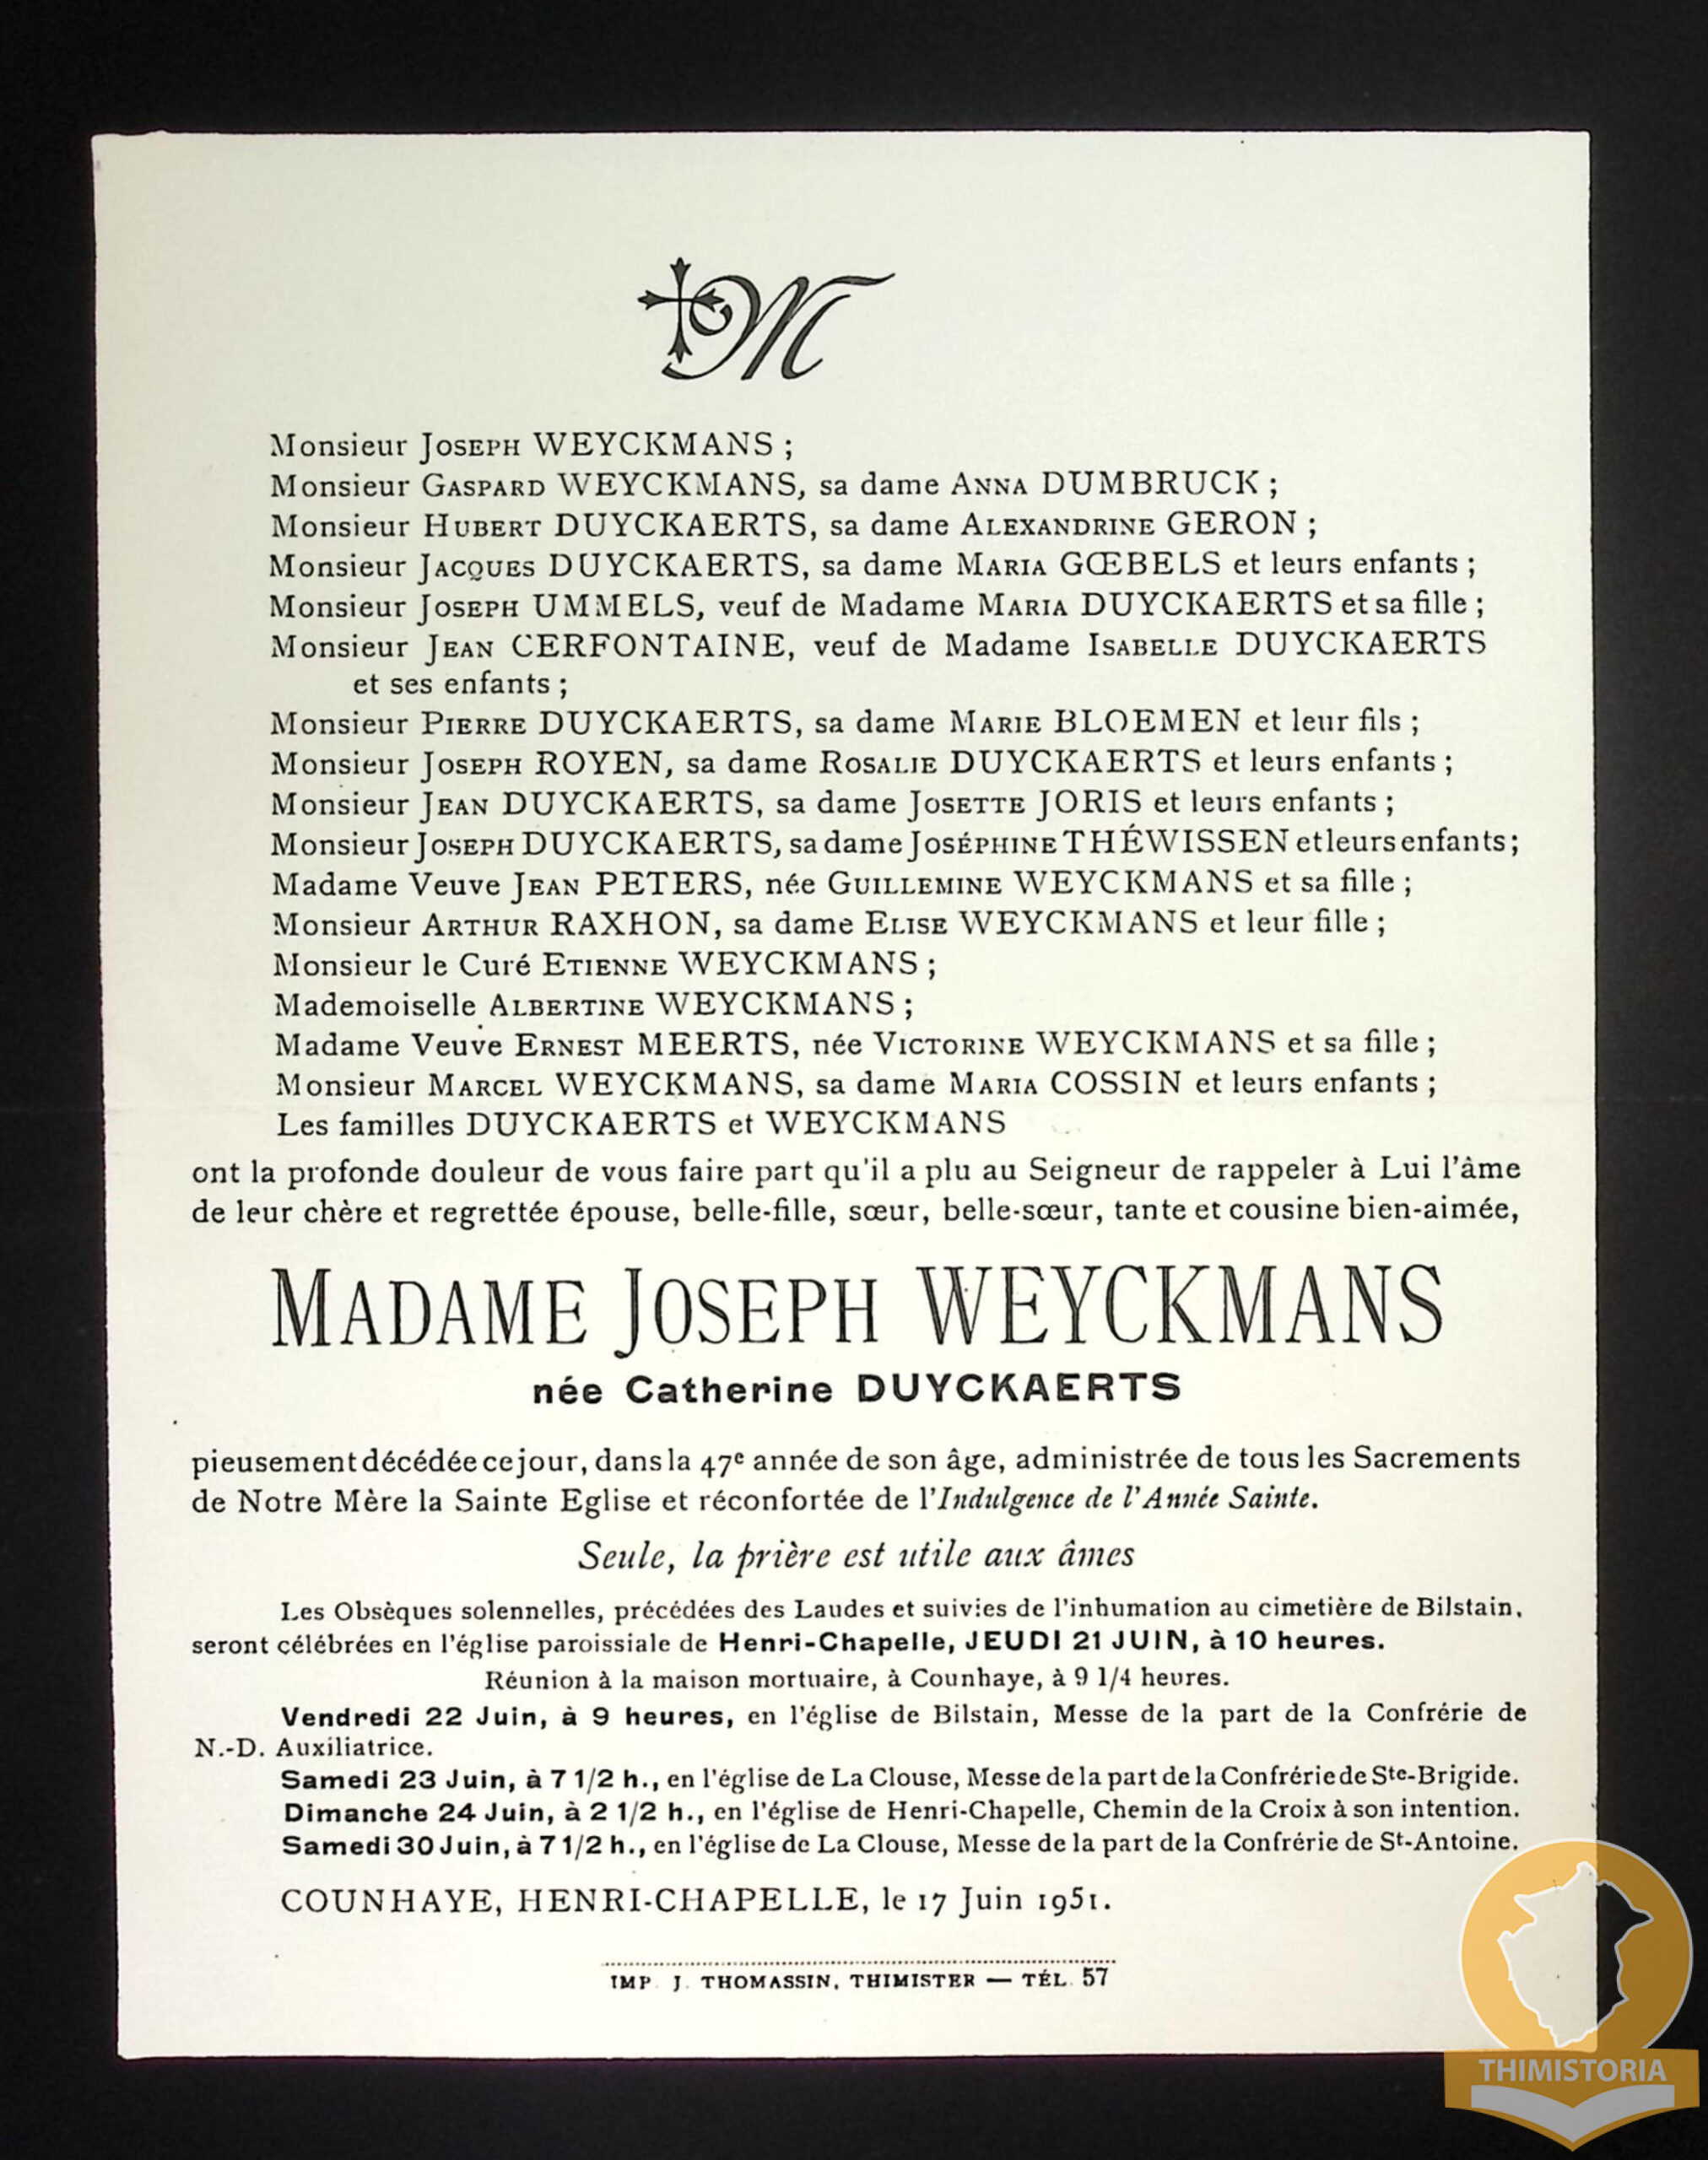 M
Monsieur JOSEPH WEYCKMANS ;
Monsieur GASPARD WEYCKMANS, sa dame ANNA DUMBRUCK ;
Monsieur HUBERT DUYCKAERTS, sa dame ALEXANDRINE GERON ;
Monsieur JACQUES DUYCKAERTS, sa dame MARIA GŒBELS et leurs enfants ;
Monsieur JOSEPH UMMELS, veuf de Madame MARIA DUYCKAERTS et sa fille ;
Monsieur JEAN CERFONTAINE, veuf de Madame ISABELLE DUYCKAERTS
et ses enfants ;
Monsieur PIERRE DUYCKAERTS, sa dame MARIE BLOEMEN et leur fils ;
Monsieur JOSEPH ROYEN, sa dame ROSALIE DUYCKAERTS et leurs enfants ;
Monsieur JEAN DUYCKAERTS, sa dame JOSETTE JORIS et leurs enfants ;
Monsieur JOSEPH DUYCKAERTS, sa dame JOSÉPHINE THÉWISSEN et leurs enfants ;
Madame Veuve JEAN PETERS, née GUILLEMINE WEYCKMANS et sa fille ;
Monsieur ARTHUR RAXHON, sa dame ELISE WEYCKMANS et leur fille ;
Monsieur le Curé ETIENNE WEYCKMANS ;
Mademoiselle ALBERTINE WEYCKMANS ;
Madame Veuve ERNEST MEERTS, née VICTORINE WEYCKMANS et sa fille ;
Monsieur MARCEL WEYCKMANS, sa dame MARIA COSSIN et leurs enfants ;
Les familles DUYCKAERTS et WEYCKMANS
ont la profonde douleur de vous faire part qu'il a plu au Seigneur de rappeler à Lui l'âme
de leur chère et regrettée épouse, belle-fille, sœur, belle-sœur, tante et cousine bien-aimée,
MADAME JOSEPH WEYCKMANS
née Catherine DUYCKAERTS
pieusement décédée ce jour, dans la 47e année de son âge, administrée de tous les Sacrements
de Notre Mère la Sainte Eglise et réconfortée de l'Indulgence de l'Année Sainte.
Seule, la prière est utile aux âmes
Les Obsèques solennelles, précédées des Laudes et suivies de l'inhumation au cimetière de Bilstain,
seront célébrées en l'église paroissiale de Henri-Chapelle, JEUDI 21 JUIN, à 10 heures.
Réunion à la maison mortuaire, à Counhaye, à 9 1/4 heures.
Vendredi 22 Juin, à 9 heures, en l'église de Bilstain, Messe de la part de la Confrérie de
N.-D. Auxiliatrice.
Samedi 23 Juin, à 7 1/2 h., en l'église de La Clouse, Messe de la part de la Confrérie de Ste-Brigide.
Dimanche 24 Juin, à 2 1/2 h., en l'église de Henri-Chapelle, Chemin de la Croix à son intention.
Samedi 30 Juin, à 7 1/2 h., en l'église de La Clouse, Messe de la part de la Confrérie de St-Antoine.
COUNHAYE, HENRI-CHAPELLE, le 17 Juin 1951.
IMP. J. THOMASSIN, THIMISTER — TÉL. 57
THIMISTORIA